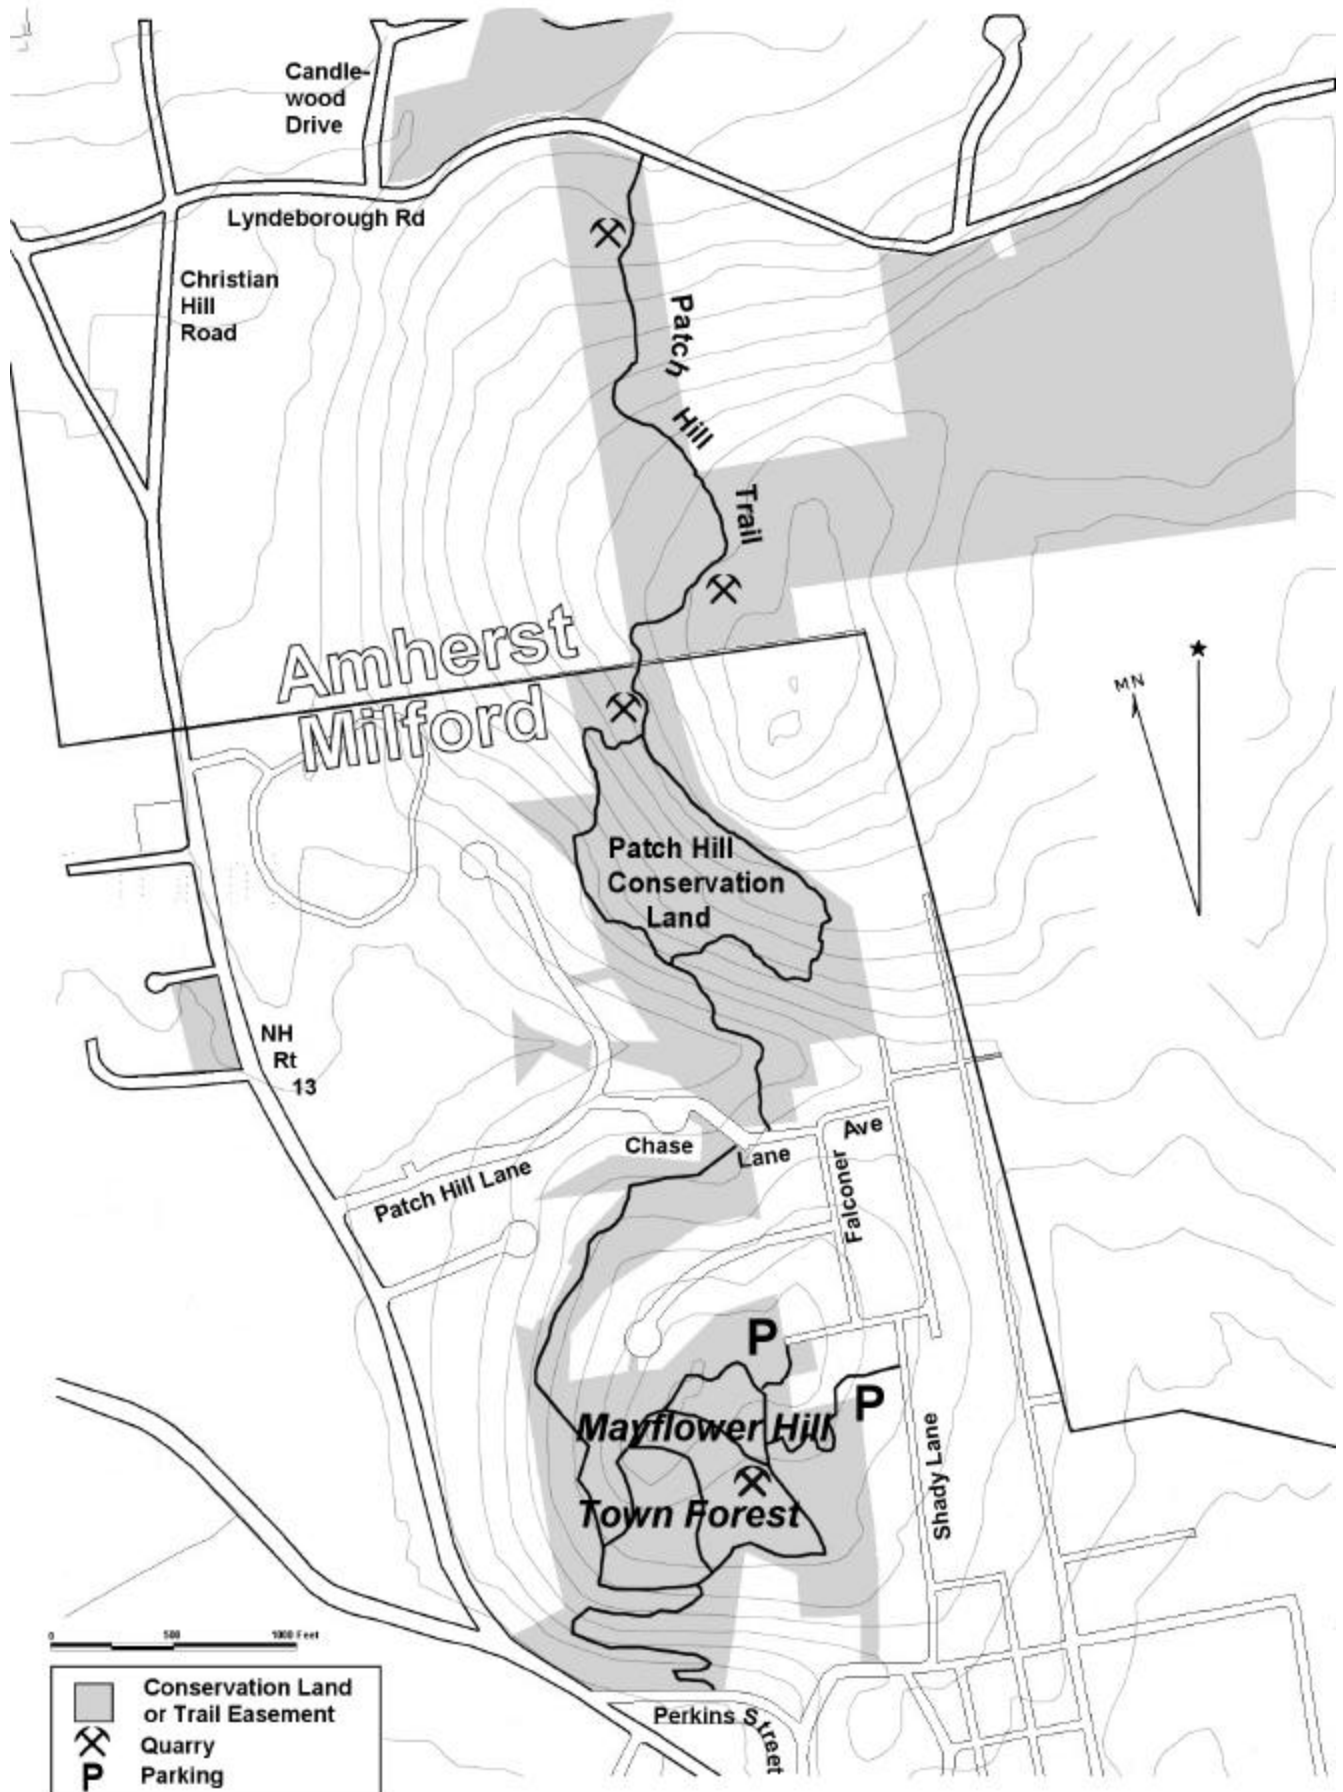 Candle-
wood
Drive
Lyndeborough Rd
Christian
Hill
Road
Patch
Hill
Trail
Amherst
Milford
MN
Patch Hill
Conservation
Land
NH
Rt
13
Chase
Lane
Ave
Patch Hill Lane
Falconer
P
P
Mayflower Hill
Town Forest
Shady Lane
0 500 1000 Feet
Conservation Land
or Trail Easement
Quarry
P Parking
Perkins Street